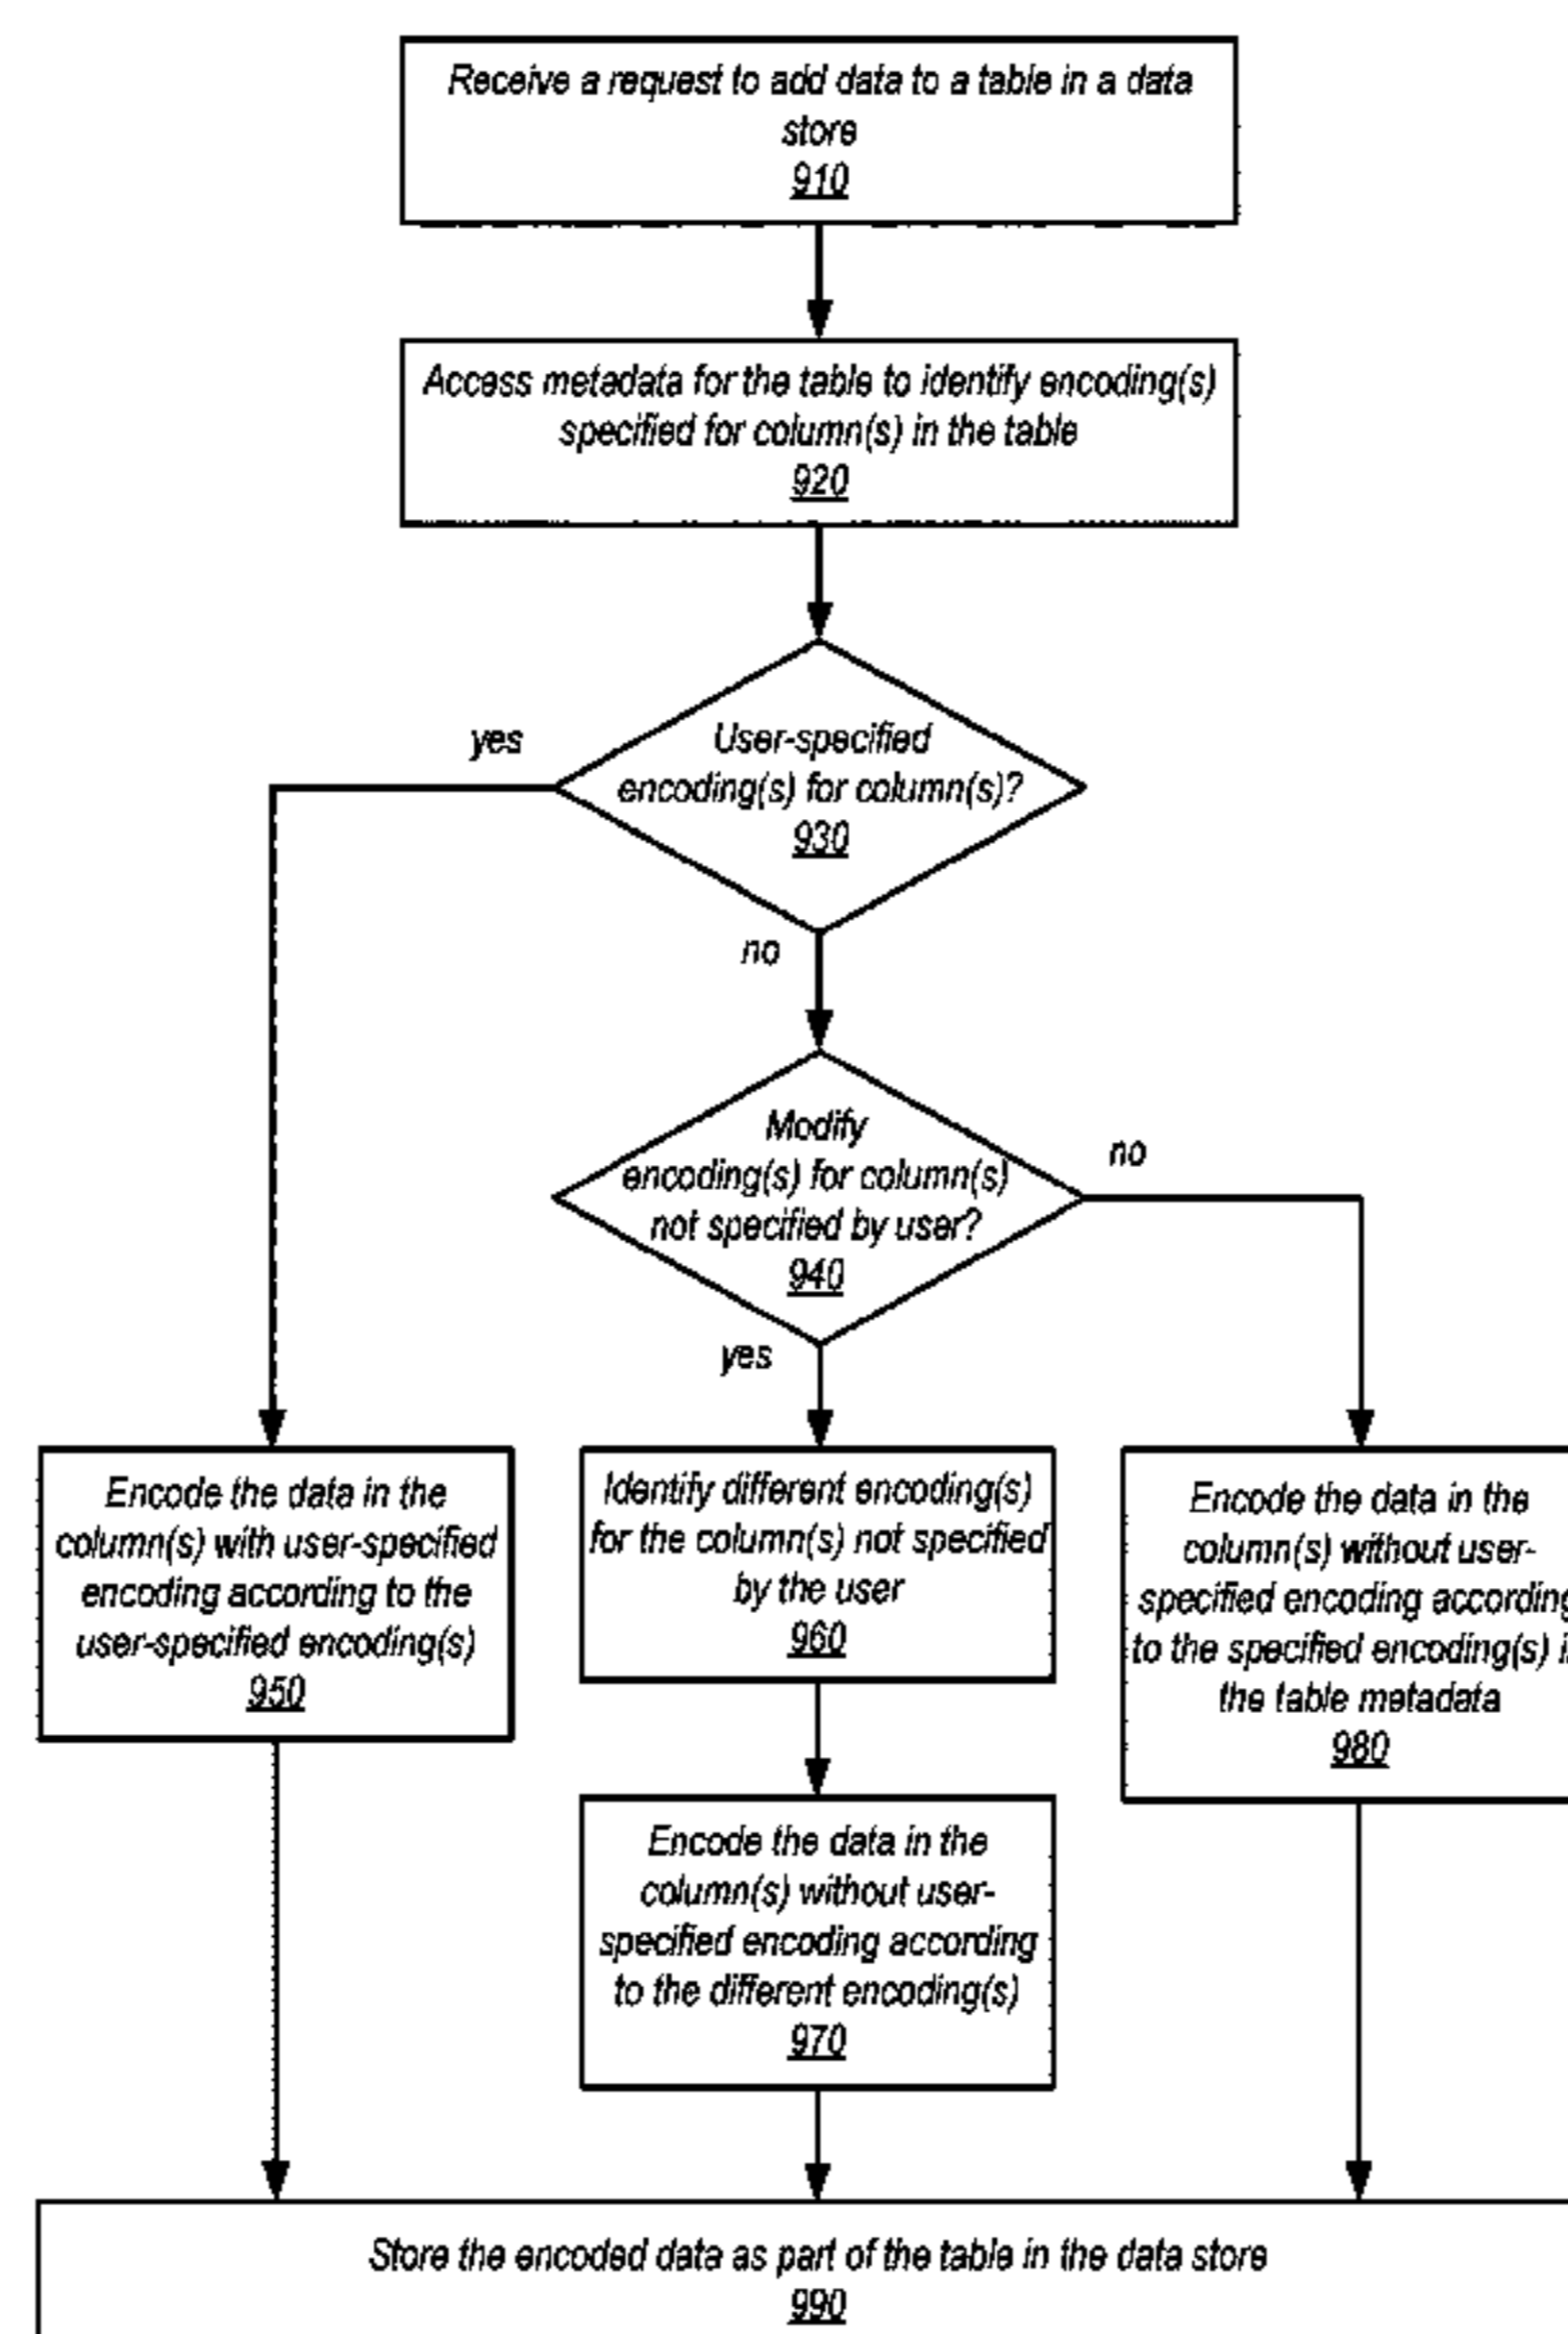 Receive a request to add data to a table in a data
store
910
Access metadata for the table to identify encoding(s)
specified for column(s) in the table
920
yes
User-specified
encoding(s) for column(s)?
930
no
Modify
encoding(s) for column(s)
not specified by user?
940
no
yes
Encode the data in the
column(s) with user-specified
encoding according to the
user-specified encoding(s)
950
Identify different encoding(s)
for the column(s) not specified
by the user
960
Encode the data in the
column(s) without user-
specified encoding according
to the specified encoding(s)
the table metadata
980
Encode the data in the
column(s) without user-
specified encoding according
to the different encoding(s)
970
Store the encoded data as part of the table in the data store
990